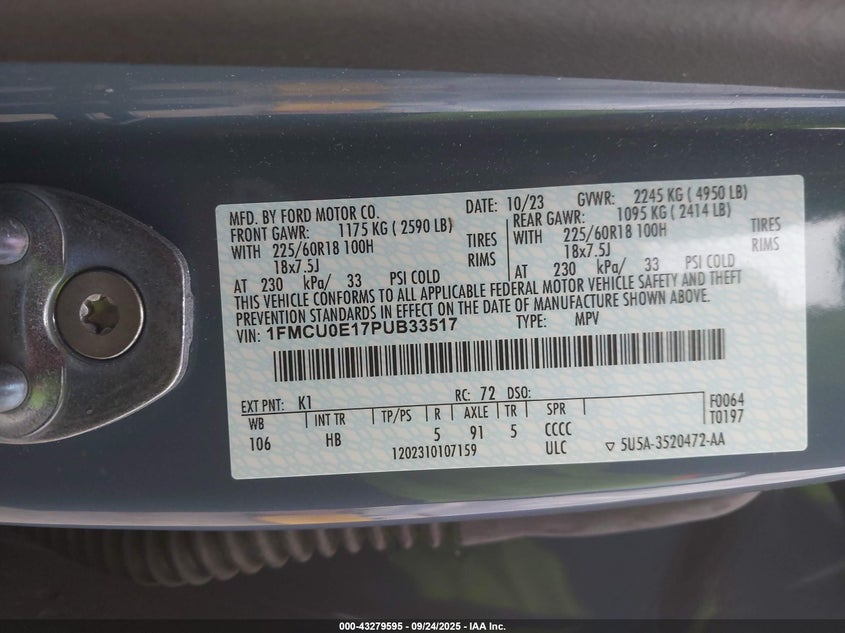 MFD. BY FORD MOTOR CO. DATE: 10/23 GVWR: 2245 KG ( 4950 LB)
FRONT GAWR: 1175 KG ( 2590 LB) REAR GAWR: 1095 KG ( 2414 LB)
WITH 225/60R18 100H TIRES WITH 225/60R18 100H TIRES
18x7.5J RIMS 18x7.5J RIMS
AT 230 kPa/ 33 PSI COLD AT 230 kPa/ 33 PSI COLD
THIS VEHICLE CONFORMS TO ALL APPLICABLE FEDERAL MOTOR VEHICLE SAFETY AND THEFT
PREVENTION STANDARDS IN EFFECT ON THE DATE OF MANUFACTURE SHOWN ABOVE.
VIN: 1FMCU0E17PUB33517 TYPE: MPV
EXT PNT: K1 RC: 72 DSO:
WB INT TR TP/PS R AXLE TR SPR F0064
106 HB 5 91 5 CCCC T0197
1202310107159 ULC ▽ 5U5A-3520472-AA
000-43279595 - 09/24/2025 - IAA Inc.